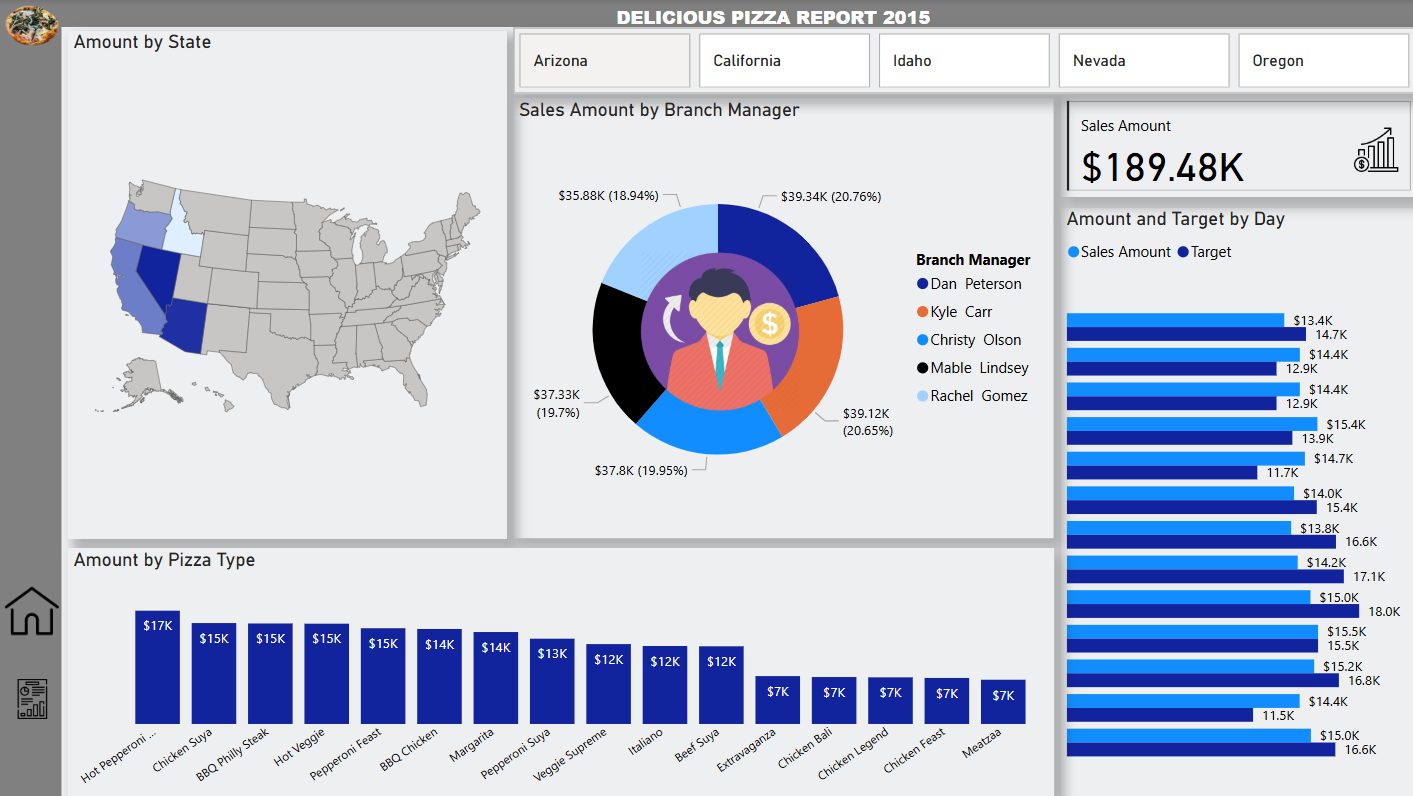 DELICIOUS PIZZA REPORT 2015
Amount by State
Arizona
California
Idaho
Nevada
Oregon
Sales Amount by Branch Manager
$35.88K (18.94%)
$39.34K (20.76%)
$37.33K
(19.7%)
$39.12K
(20.65%)
$37.8K (19.95%)
$
Branch Manager
Dan Peterson
Kyle Carr
Christy Olson
Mable Lindsey
Rachel Gomez
Sales Amount
$189.48K
$
Amount and Target by Day
Sales Amount
Target
$13.4K
14.7K
$14.4K
12.9K
$14.4K
12.9K
$15.4K
13.9K
$14.7K
11.7K
$14.0K
15.4K
$13.8K
16.6K
$14.2K
17.1K
$15.0K
18.0K
$15.5K
15.5K
$15.2K
16.8K
$14.4K
11.5K
$15.0K
16.6K
Amount by Pizza Type
$17K
$15K
$15K
$15K
$15K
$14K
$14K
$13K
$12K
$12K
$12K
$7K
$7K
$7K
$7K
$7K
Hot Pepperoni ...
Chicken Suya
BBQ Philly Steak
Hot Veggie
Pepperoni Feast
BBQ Chicken
Margarita
Pepperoni Suya
Veggie Supreme
Italiano
Beef Suya
Extravaganza
Chicken Bali
Chicken Legend
Chicken Feast
Meatzaa